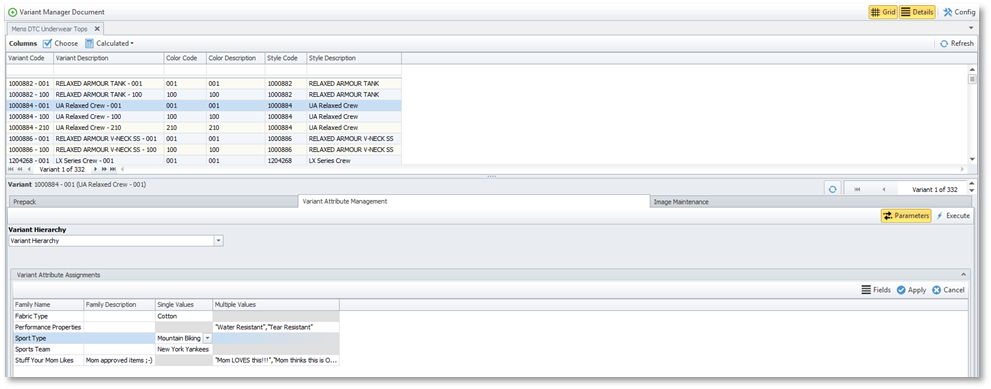 Variant Manager Document Grid Details Config
Mens DTC Underwear Tops
Columns Choose Calculated Refresh
Variant Code Variant Description Color Code Color Description Style Code Style Description
1000882 - 001 RELAXED ARMOUR TANK - 001 001 001 1000882 RELAXED ARMOUR TANK
1000882 - 100 RELAXED ARMOUR TANK - 100 100 100 1000882 RELAXED ARMOUR TANK
1000884 - 001 UA Relaxed Crew - 001 001 001 1000884 UA Relaxed Crew
1000884 - 100 UA Relaxed Crew - 100 100 100 1000884 UA Relaxed Crew
1000884 - 210 UA Relaxed Crew - 210 210 210 1000884 UA Relaxed Crew
1000886 - 001 RELAXED ARMOUR V-NECK SS - 001 001 001 1000886 RELAXED ARMOUR V-NECK SS
1000886 - 100 RELAXED ARMOUR V-NECK SS - 100 100 100 1000886 RELAXED ARMOUR V-NECK SS
1204268 - 001 LX Series Crew - 001 001 001 1204268 LX Series Crew
Variant 1 of 332
Variant 1000884 - 001 (UA Relaxed Crew - 001) Variant 1 of 332
Prepack Variant Attribute Management Image Maintenance
Parameters Execute
Variant Hierarchy
Variant Hierarchy
Variant Attribute Assignments
Fields Apply Cancel
Family Name Family Description Single Values Multiple Values
Fabric Type Cotton
Performance Properties "Water Resistant","Tear Resistant"
Sport Type Mountain Biking
Sports Team New York Yankees
Stuff Your Mom Likes Mom approved items ;-) "Mom LOVES this!!!","Mom thinks this is O...